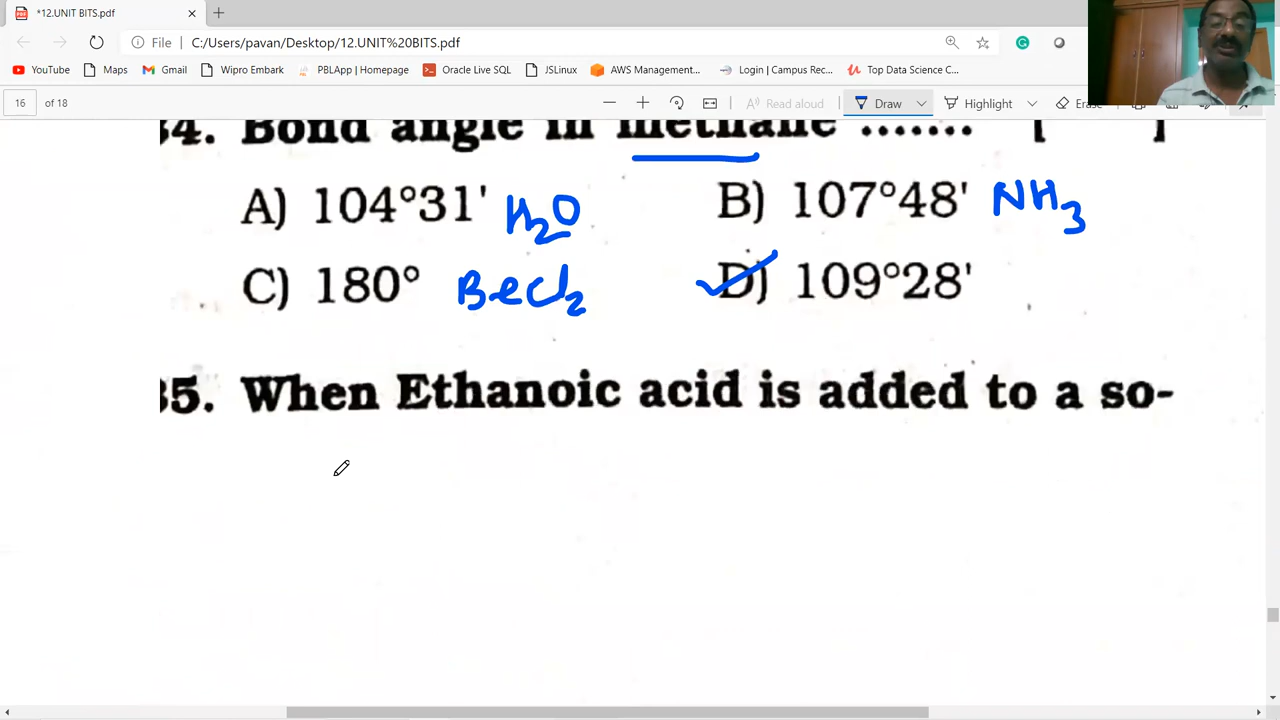 *12.UNIT BITS.pdf
File C:/Users/pavan/Desktop/12.UNIT%20BITS.pdf
YouTube Maps Gmail Wipro Embark PBLApp | Homepage Oracle Live SQL JSLinux AWS Management... Login | Campus Rec... Top Data Science C...
16 of 18 Read aloud Draw Highlight Erase
34. Bond angle in methane ....... [ ]
A) 104°31' H2O B) 107°48' NH3
C) 180° BeCl2 D) 109°28'
35. When Ethanoic acid is added to a so-